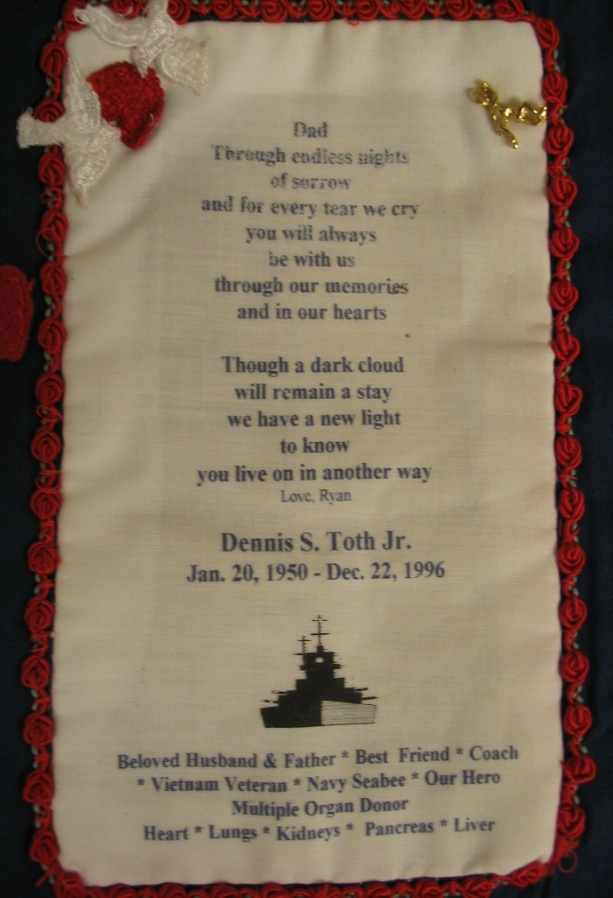 Dad
Through endless nights
of sorrow
and for every tear we cry
you will always
be with us
through our memories
and in our hearts
Though a dark cloud
will remain a stay
we have a new light
to know
you live on in another way
Love, Ryan
Dennis S. Toth Jr.
Jan. 20, 1950 - Dec. 22, 1996
Beloved Husband & Father * Best Friend * Coach
* Vietnam Veteran * Navy Seabee * Our Hero
Multiple Organ Donor
Heart * Lungs * Kidneys * Pancreas * Liver